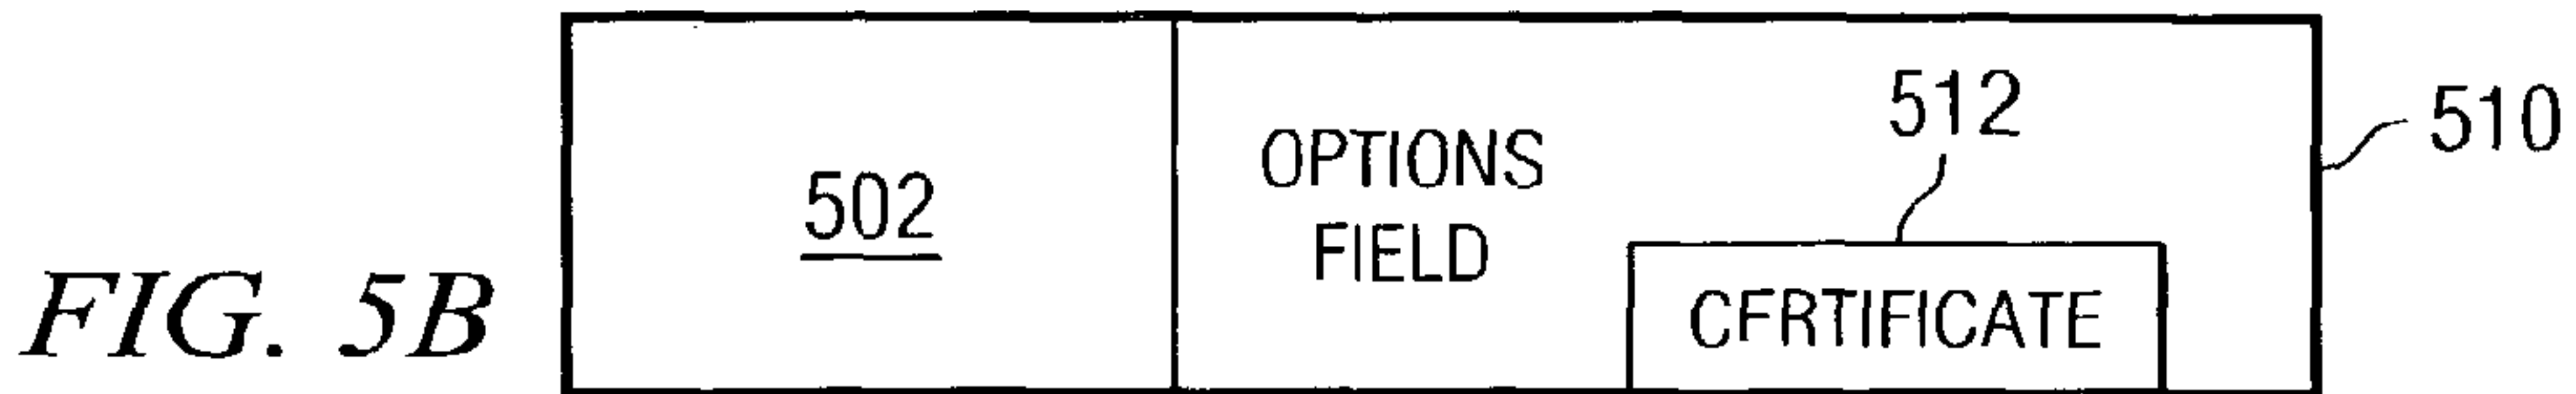 512
510
OPTIONS
502
FIELD
CERTIFICATE
FIG. 5B